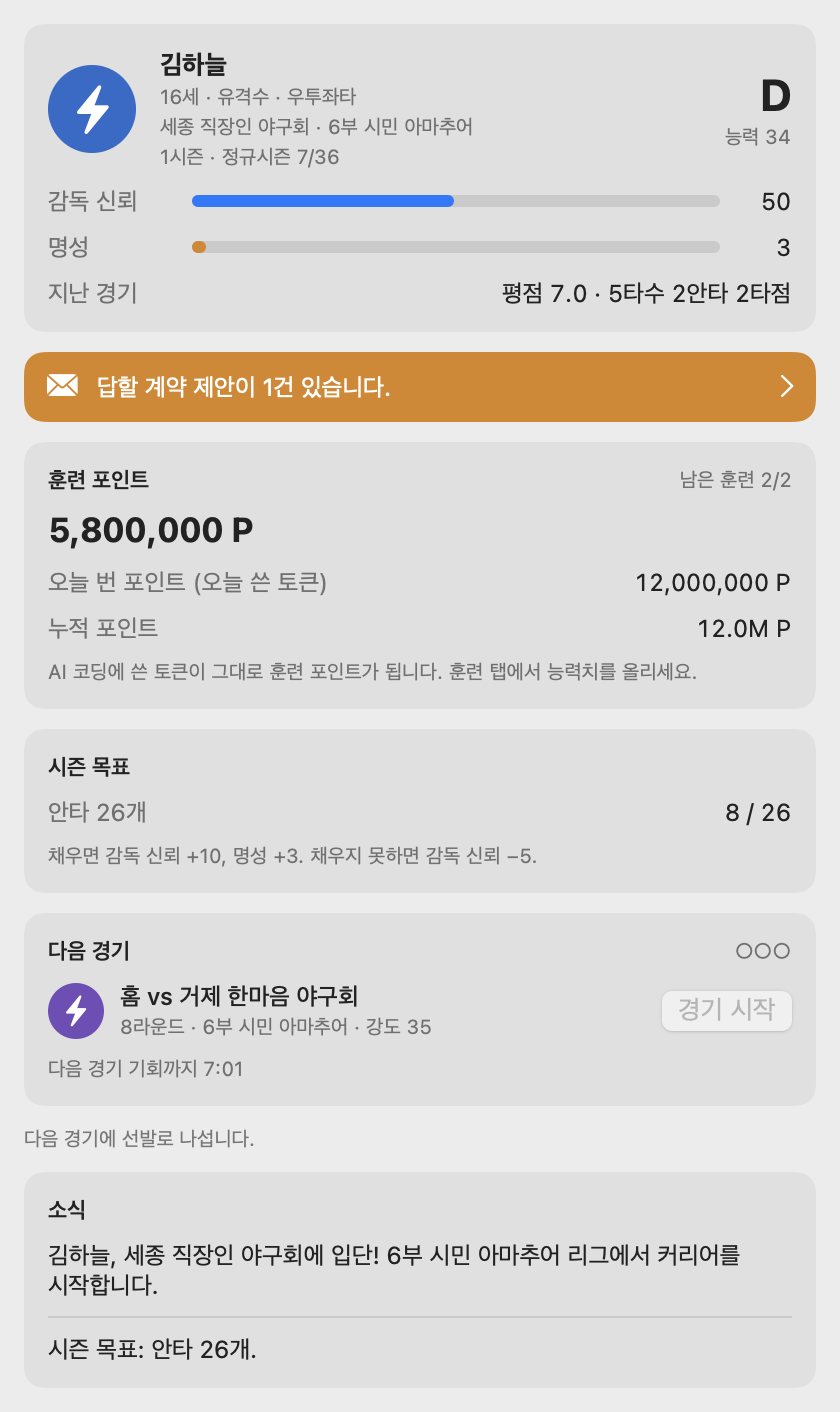 김하늘
16세 · 유격수 · 우투좌타
세종 직장인 야구회 · 6부 시민 아마추어
1시즌 · 정규시즌 7/36
D
능력 34
감독 신뢰 50
명성 3
지난 경기 평점 7.0 · 5타수 2안타 2타점
답할 계약 제안이 1건 있습니다.
훈련 포인트 남은 훈련 2/2
5,800,000 P
오늘 번 포인트 (오늘 쓴 토큰) 12,000,000 P
누적 포인트 12.0M P
AI 코딩에 쓴 토큰이 그대로 훈련 포인트가 됩니다. 훈련 탭에서 능력치를 올리세요.
시즌 목표
안타 26개 8 / 26
채우면 감독 신뢰 +10, 명성 +3. 채우지 못하면 감독 신뢰 −5.
다음 경기
홈 vs 거제 한마음 야구회
8라운드 · 6부 시민 아마추어 · 강도 35
경기 시작
다음 경기 기회까지 7:01
다음 경기에 선발로 나섭니다.
소식
김하늘, 세종 직장인 야구회에 입단! 6부 시민 아마추어 리그에서 커리어를
시작합니다.
시즌 목표: 안타 26개.